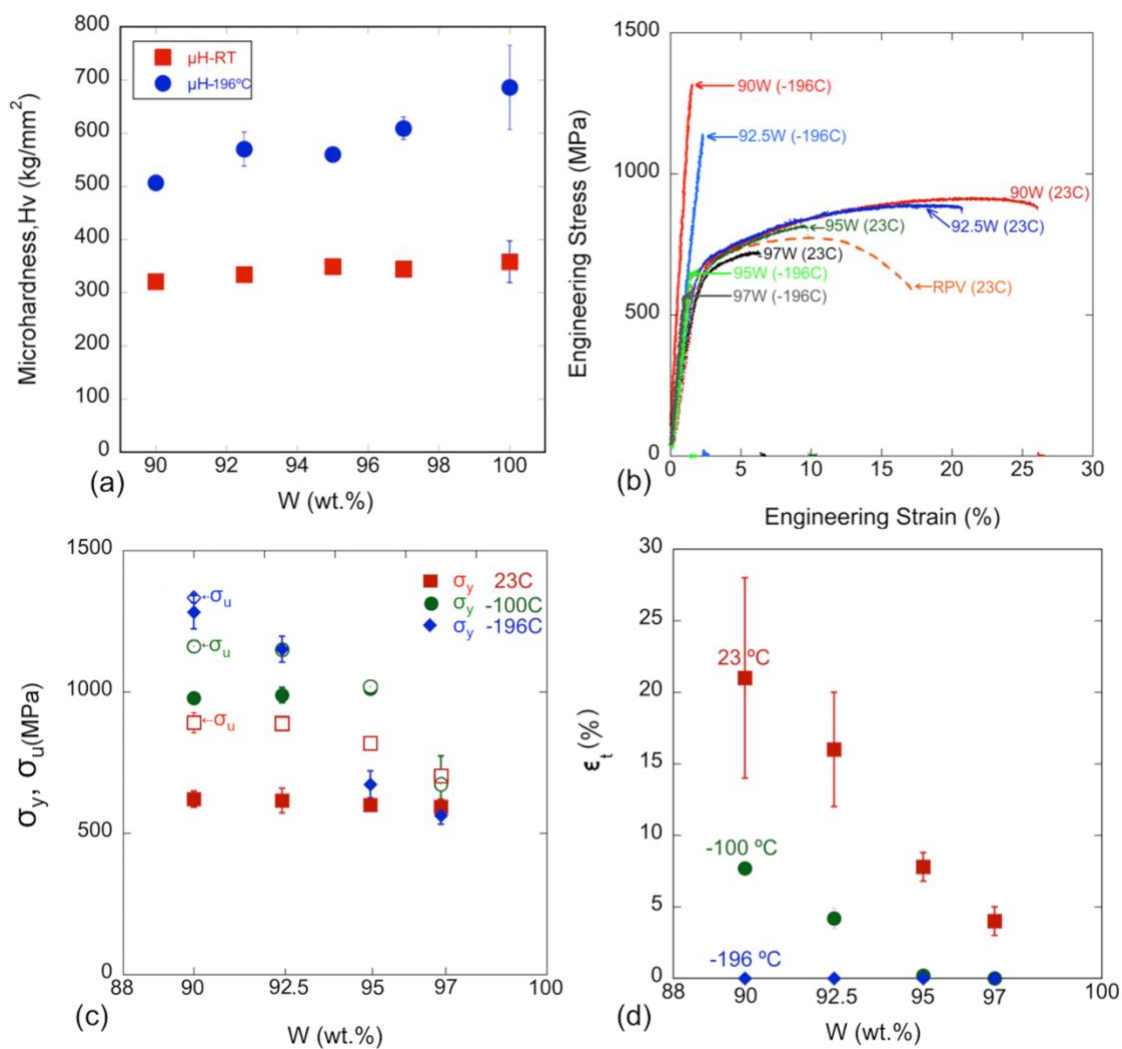 800
700
600
500
400
300
200
100
0
Microhardness,Hv (kg/mm²)
μH-RT
μH-196ºC
90
92
94
96
98
100
W (wt.%)
(a)
1500
1000
500
0
Engineering Stress (MPa)
90W (-196C)
92.5W (-196C)
90W (23C)
92.5W (23C)
95W (23C)
97W (23C)
95W (-196C)
97W (-196C)
RPV (23C)
0
5
10
15
20
25
30
Engineering Strain (%)
(b)
1500
1000
500
0
σy, σu(MPa)
σy 23C
σy -100C
σy -196C
σu
σu
σu
88
90
92.5
95
97
100
W (wt.%)
(c)
30
25
20
15
10
5
0
εt (%)
23 ºC
-100 ºC
-196 ºC
88
90
92.5
95
97
100
W (wt.%)
(d)